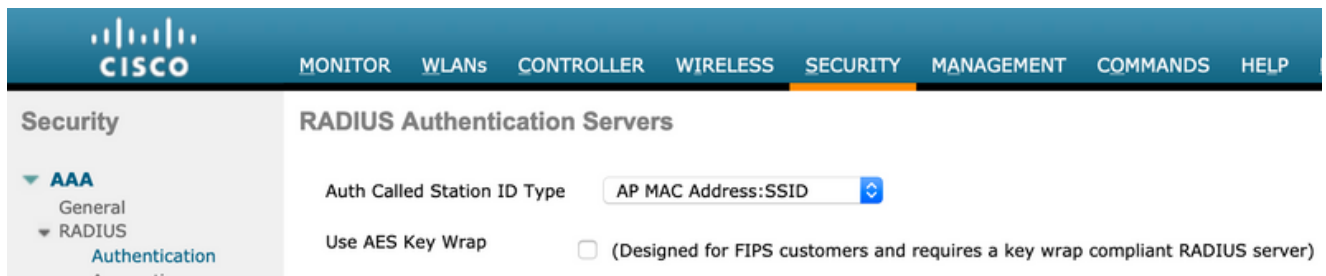 CISCO
MONITOR WLANs CONTROLLER WIRELESS SECURITY MANAGEMENT COMMANDS HELP
Security
RADIUS Authentication Servers
AAA
General
RADIUS
Authentication
Auth Called Station ID Type AP MAC Address:SSID
Use AES Key Wrap (Designed for FIPS customers and requires a key wrap compliant RADIUS server)